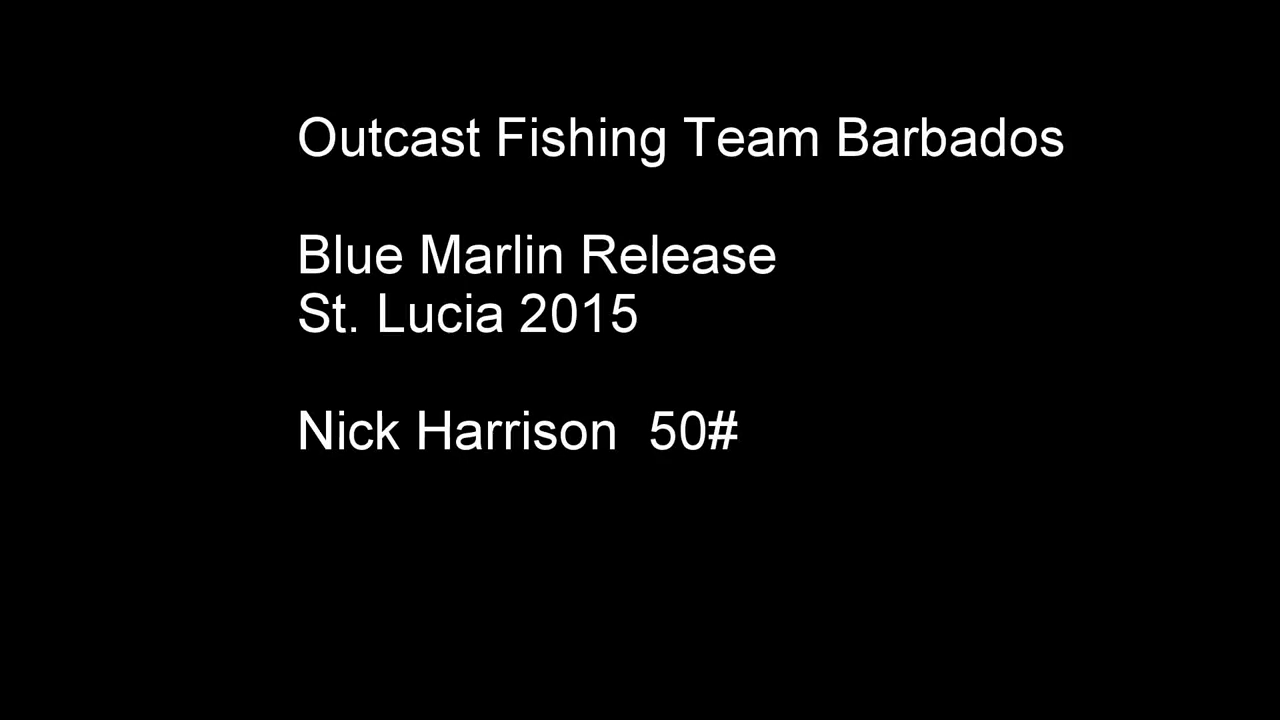 Outcast Fishing Team Barbados
Blue Marlin Release
St. Lucia 2015
Nick Harrison  50#